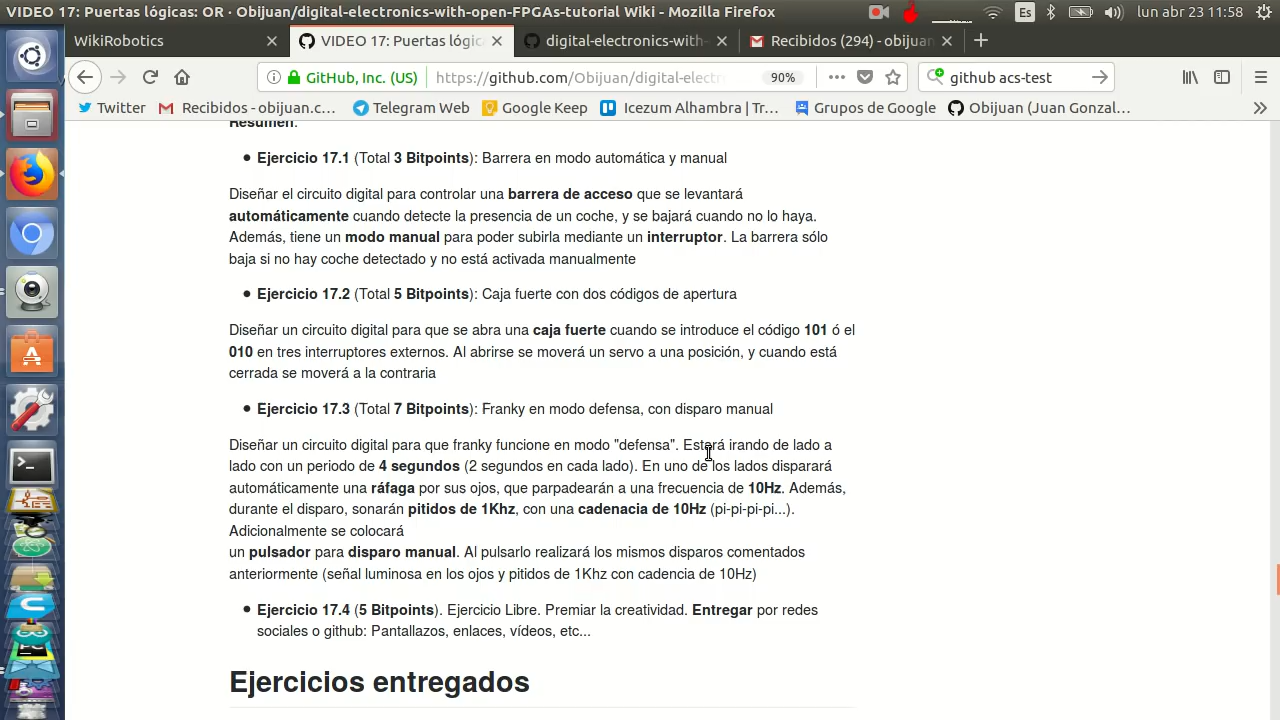 VIDEO 17: Puertas lógicas: OR · Obijuan/digital-electronics-with-open-FPGAs-tutorial Wiki - Mozilla Firefox
Es
lun abr 23 11:58
WikiRobotics
VIDEO 17: Puertas lógic
digital-electronics-with-
Recibidos (294) - obijuan
GitHub, Inc. (US)
https://github.com/Obijuan/digital-electr
90%
github acs-test
Twitter
Recibidos - obijuan.c...
Telegram Web
Google Keep
Icezum Alhambra | Tr...
Grupos de Google
Obijuan (Juan Gonzal...
Resumen:
Ejercicio 17.1 (Total 3 Bitpoints): Barrera en modo automática y manual
Diseñar el circuito digital para controlar una barrera de acceso que se levantará
automáticamente cuando detecte la presencia de un coche, y se bajará cuando no lo haya.
Además, tiene un modo manual para poder subirla mediante un interruptor. La barrera sólo
baja si no hay coche detectado y no está activada manualmente
Ejercicio 17.2 (Total 5 Bitpoints): Caja fuerte con dos códigos de apertura
Diseñar un circuito digital para que se abra una caja fuerte cuando se introduce el código 101 ó el
010 en tres interruptores externos. Al abrirse se moverá un servo a una posición, y cuando está
cerrada se moverá a la contraria
Ejercicio 17.3 (Total 7 Bitpoints): Franky en modo defensa, con disparo manual
Diseñar un circuito digital para que franky funcione en modo "defensa". Estará irando de lado a
lado con un periodo de 4 segundos (2 segundos en cada lado). En uno de los lados disparará
automáticamente una ráfaga por sus ojos, que parpadearán a una frecuencia de 10Hz. Además,
durante el disparo, sonarán pitidos de 1Khz, con una cadenacia de 10Hz (pi-pi-pi-pi...).
Adicionalmente se colocará
un pulsador para disparo manual. Al pulsarlo realizará los mismos disparos comentados
anteriormente (señal luminosa en los ojos y pitidos de 1Khz con cadencia de 10Hz)
Ejercicio 17.4 (5 Bitpoints). Ejercicio Libre. Premiar la creatividad. Entregar por redes
sociales o github: Pantallazos, enlaces, vídeos, etc...
Ejercicios entregados